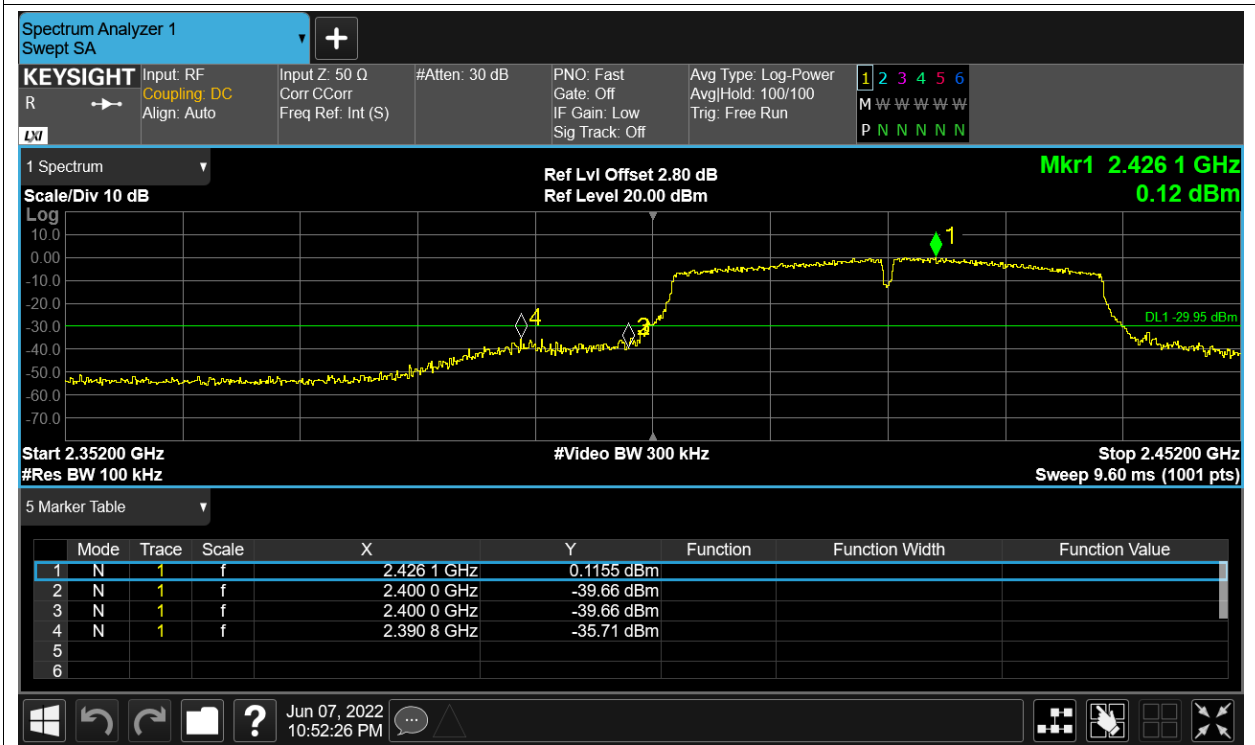 Spectrum Analyzer 1
Swept SA
KEYSIGHT
R
LXI
Input: RF
Coupling: DC
Align: Auto
Input Z: 50 Ω
Corr CCorr
Freq Ref: Int (S)
#Atten: 30 dB
PNO: Fast
Gate: Off
IF Gain: Low
Sig Track: Off
Avg Type: Log-Power
Avg|Hold: 100/100
Trig: Free Run
1 2 3 4 5 6
M W W W W W
P N N N N N
1 Spectrum
Scale/Div 10 dB
Ref Lvl Offset 2.80 dB
Ref Level 20.00 dBm
Mkr1 2.426 1 GHz
0.12 dBm
Log
10.0
0.00
-10.0
-20.0
-30.0
-40.0
-50.0
-60.0
-70.0
1
4
DL1 -29.95 dBm
Start 2.35200 GHz
#Video BW 300 kHz
Stop 2.45200 GHz
#Res BW 100 kHz
Sweep 9.60 ms (1001 pts)
5 Marker Table
Mode Trace Scale X Y Function Function Width Function Value
1 N 1 f 2.426 1 GHz 0.1155 dBm
2 N 1 f 2.400 0 GHz -39.66 dBm
3 N 1 f 2.400 0 GHz -39.66 dBm
4 N 1 f 2.390 8 GHz -35.71 dBm
5
6
?
Jun 07, 2022
10:52:26 PM